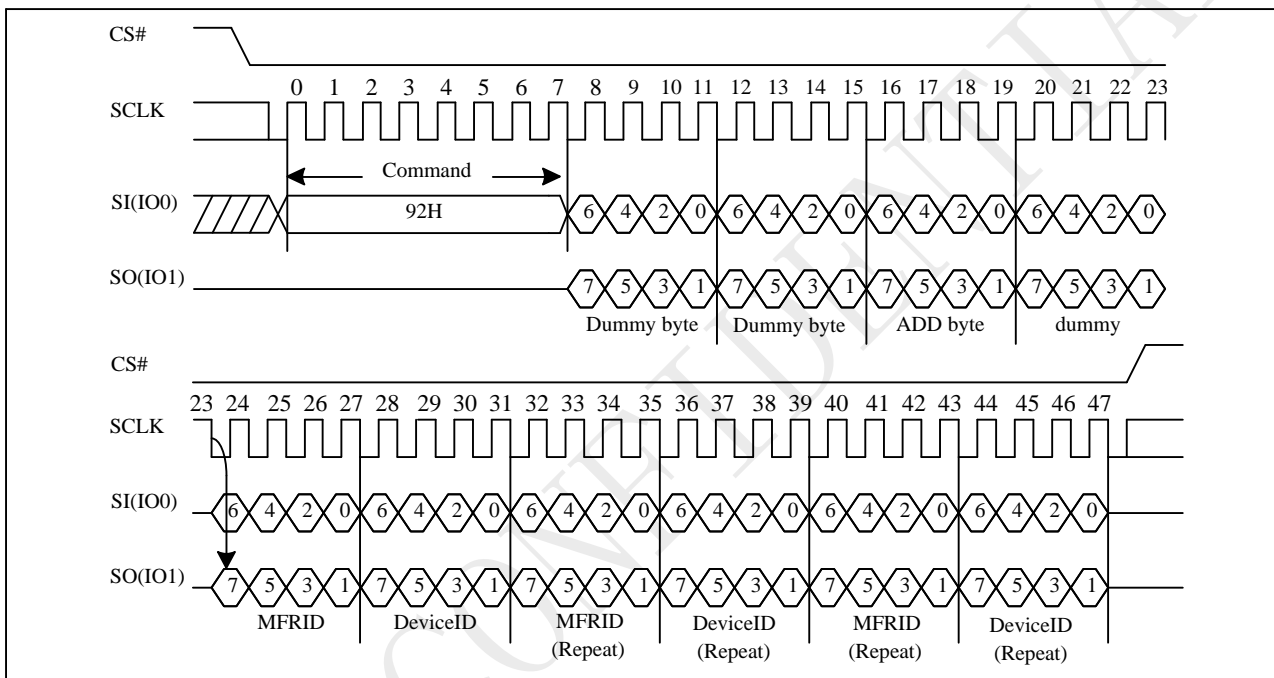 CS#
0 1 2 3 4 5 6 7 8 9 10 11 12 13 14 15 16 17 18 19 20 21 22 23
SCLK
Command
SI(IO0) 92H 6 4 2 0 6 4 2 0 6 4 2 0 6 4 2 0
SO(IO1) 7 5 3 1 7 5 3 1 7 5 3 1 7 5 3 1
Dummy byte Dummy byte ADD byte dummy
CS#
23 24 25 26 27 28 29 30 31 32 33 34 35 36 37 38 39 40 41 42 43 44 45 46 47
SCLK
SI(IO0) 6 4 2 0 6 4 2 0 6 4 2 0 6 4 2 0 6 4 2 0 6 4 2 0
SO(IO1) 7 5 3 1 7 5 3 1 7 5 3 1 7 5 3 1 7 5 3 1 7 5 3 1
MFRID DeviceID MFRID DeviceID MFRID DeviceID
(Repeat) (Repeat) (Repeat) (Repeat)
CONFIDENTIA